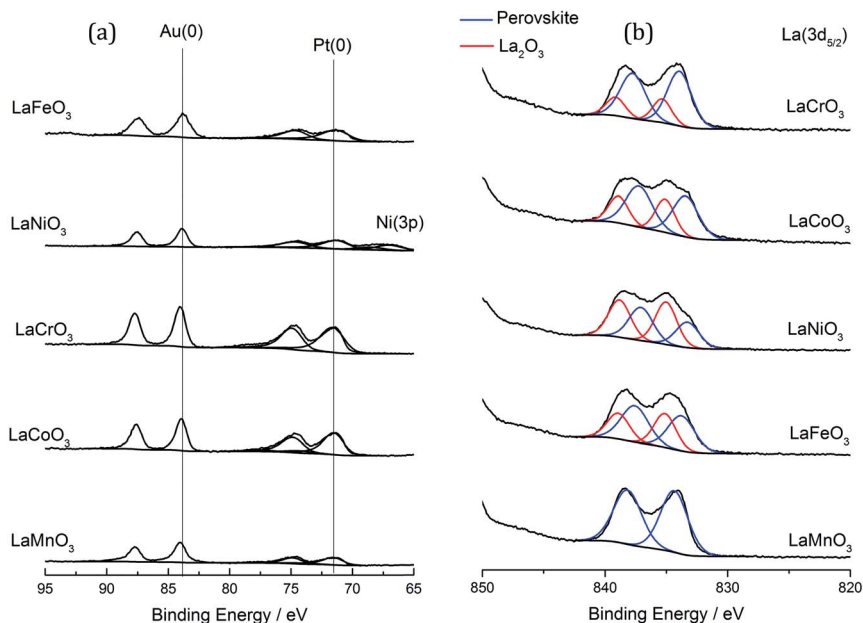 (a)
Au(0)
Pt(0)
LaFeO₃
LaNiO₃
Ni(3p)
LaCrO₃
LaCoO₃
LaMnO₃
95 90 85 80 75 70 65
Binding Energy / eV
Perovskite
La₂O₃
(b)
La(3d₅/₂)
LaCrO₃
LaCoO₃
LaNiO₃
LaFeO₃
LaMnO₃
850 840 830 820
Binding Energy / eV